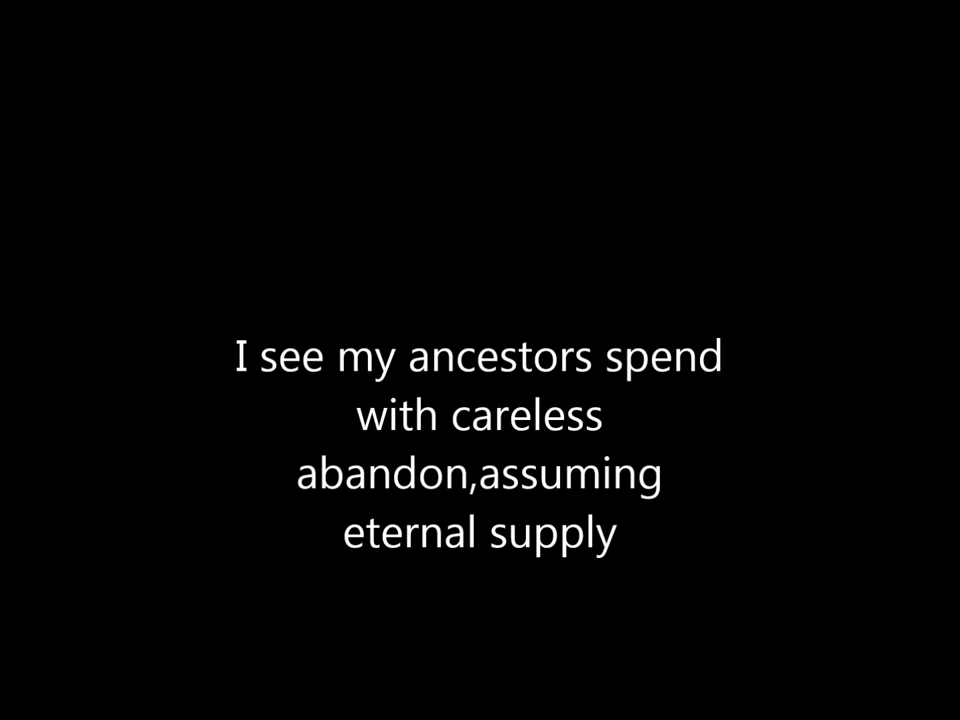 I see my ancestors spend
with careless
abandon,assuming
eternal supply